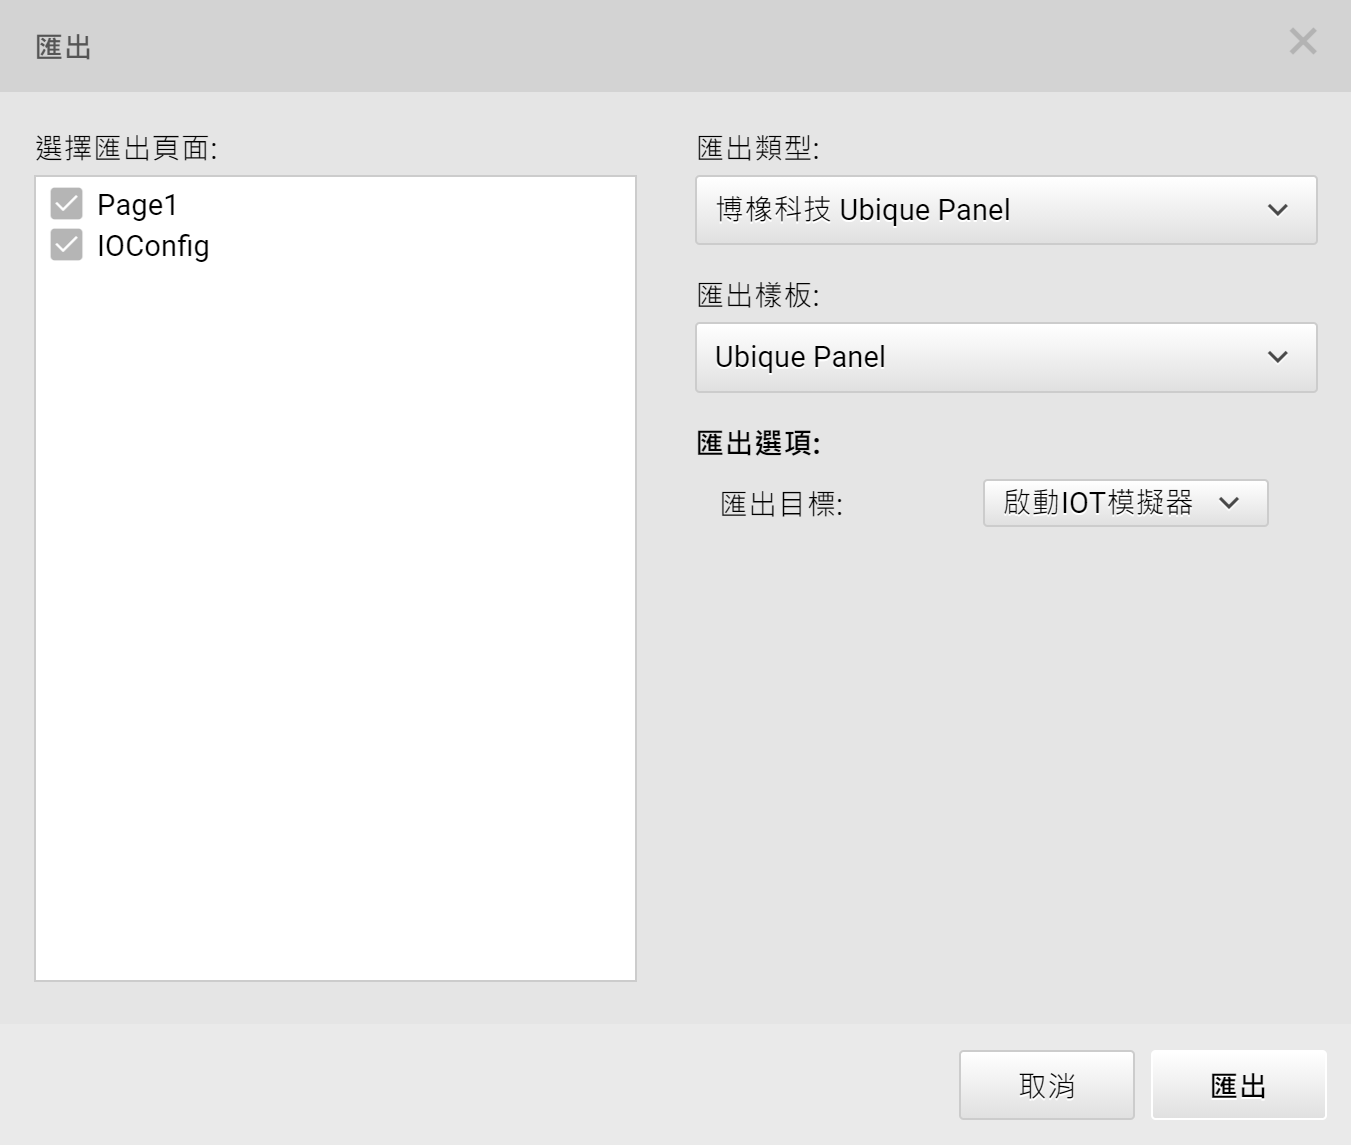 匯出
選擇匯出頁面:
Page1
IOConfig
匯出類型:
博橡科技 Ubique Panel
匯出樣板:
Ubique Panel
匯出選項:
匯出目標:
啟動IOT模擬器
取消
匯出